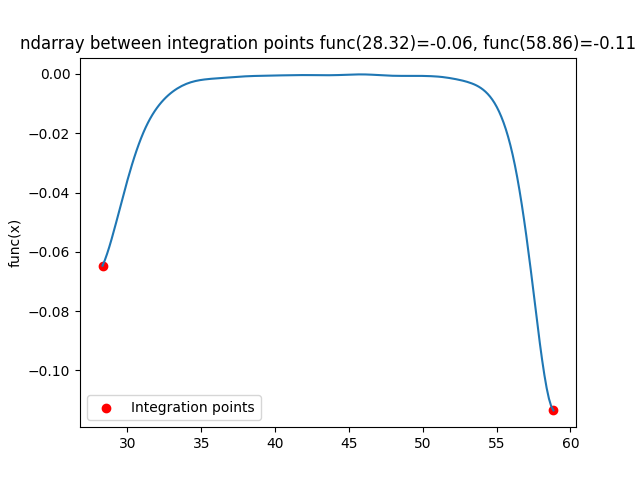 ndarray between integration points func(28.32)=-0.06, func(58.86)=-0.11
0.00
−0.02
−0.04
−0.06
−0.08
−0.10
func(x)
Integration points
30 35 40 45 50 55 60